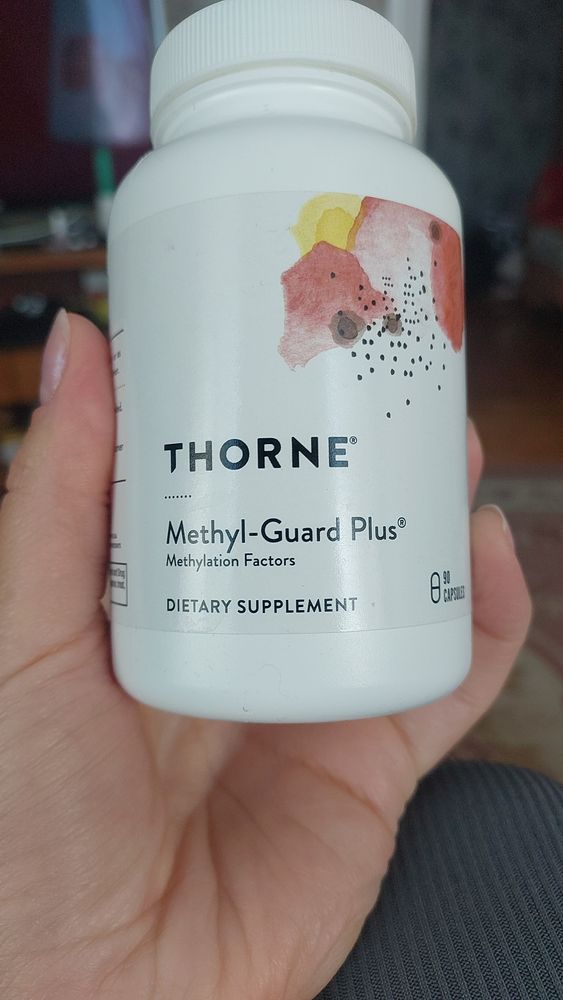 THORNE®
Methyl-Guard Plus®
Methylation Factors
DIETARY SUPPLEMENT
90
CAPSULES